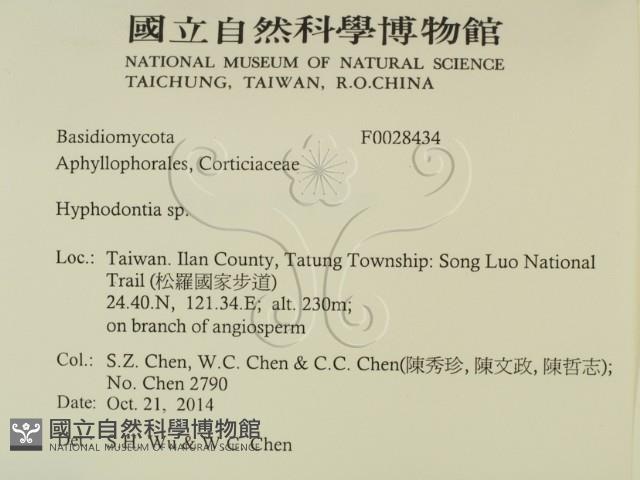 國立自然科學博物館
NATIONAL MUSEUM OF NATURAL SCIENCE
TAICHUNG, TAIWAN, R.O.CHINA
Basidiomycota F0028434
Aphyllophorales, Corticiaceae
Hyphodontia sp.
Loc.: Taiwan. Ilan County, Tatung Township: Song Luo National
Trail (松羅國家步道)
24.40.N, 121.34.E; alt. 230m;
on branch of angiosperm
Col.: S.Z. Chen, W.C. Chen & C.C. Chen(陳秀珍, 陳文政, 陳哲志);
No. Chen 2790
Date: Oct. 21, 2014
國立自然科學博物館
NATIONAL MUSEUM OF NATURAL SCIENCE
Det.: S.H. Wu & W.C. Chen